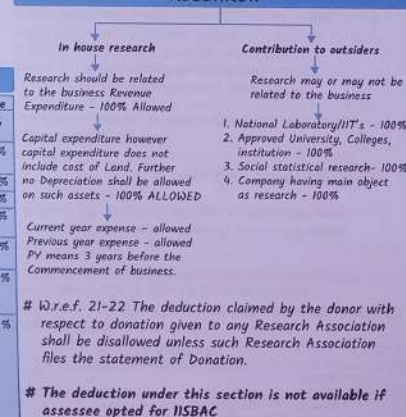 In house research
Research should be related
to the business Revenue
Expenditure - 100% Allowed
Capital expenditure however
capital expenditure does not
include cost of Land. Further
no Depreciation shall be allowed
on such assets - 100% ALLOWED
Current year expense - allowed
Previous year expense - allowed
PY means 3 years before the
Commencement of business.
Contribution to outsiders
Research may or may not be
related to the business
1. National Laboratory/IIT's - 100%
2. Approved University, Colleges,
institution - 100%
3. Social statistical research- 100%
4. Company having main object
as research - 100%
# W.r.e.f. 21-22 The deduction claimed by the donor with
respect to donation given to any Research Association
shall be disallowed unless such Research Association
files the statement of Donation.
# The deduction under this section is not available if
assessee opted for 115BAC